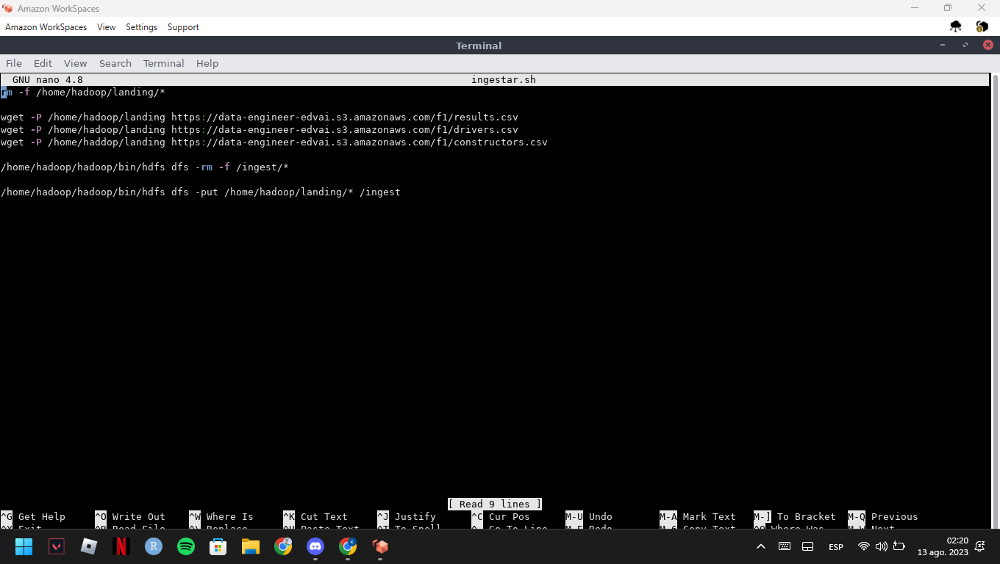 Amazon WorkSpaces
Amazon WorkSpaces View Settings Support
Terminal
File Edit View Search Terminal Help
GNU nano 4.8 ingestar.sh
rm -f /home/hadoop/landing/*
wget -P /home/hadoop/landing https://data-engineer-edvai.s3.amazonaws.com/f1/results.csv
wget -P /home/hadoop/landing https://data-engineer-edvai.s3.amazonaws.com/f1/drivers.csv
wget -P /home/hadoop/landing https://data-engineer-edvai.s3.amazonaws.com/f1/constructors.csv
/home/hadoop/hadoop/bin/hdfs dfs -rm -f /ingest/*
/home/hadoop/hadoop/bin/hdfs dfs -put /home/hadoop/landing/* /ingest
[ Read 9 lines ]
^G Get Help ^O Write Out ^W Where Is ^K Cut Text ^J Justify ^C Cur Pos M-U Undo M-A Mark Text M-] To Bracket M-Q Previous
^X Exit ^R Read File ^\ Replace ^U Paste Text ^T To Spell ^_ Go To Line M-E Redo M-6 Copy Text ^Q Where Was M-W Next
R K ESP 02:20
13 ago. 2023